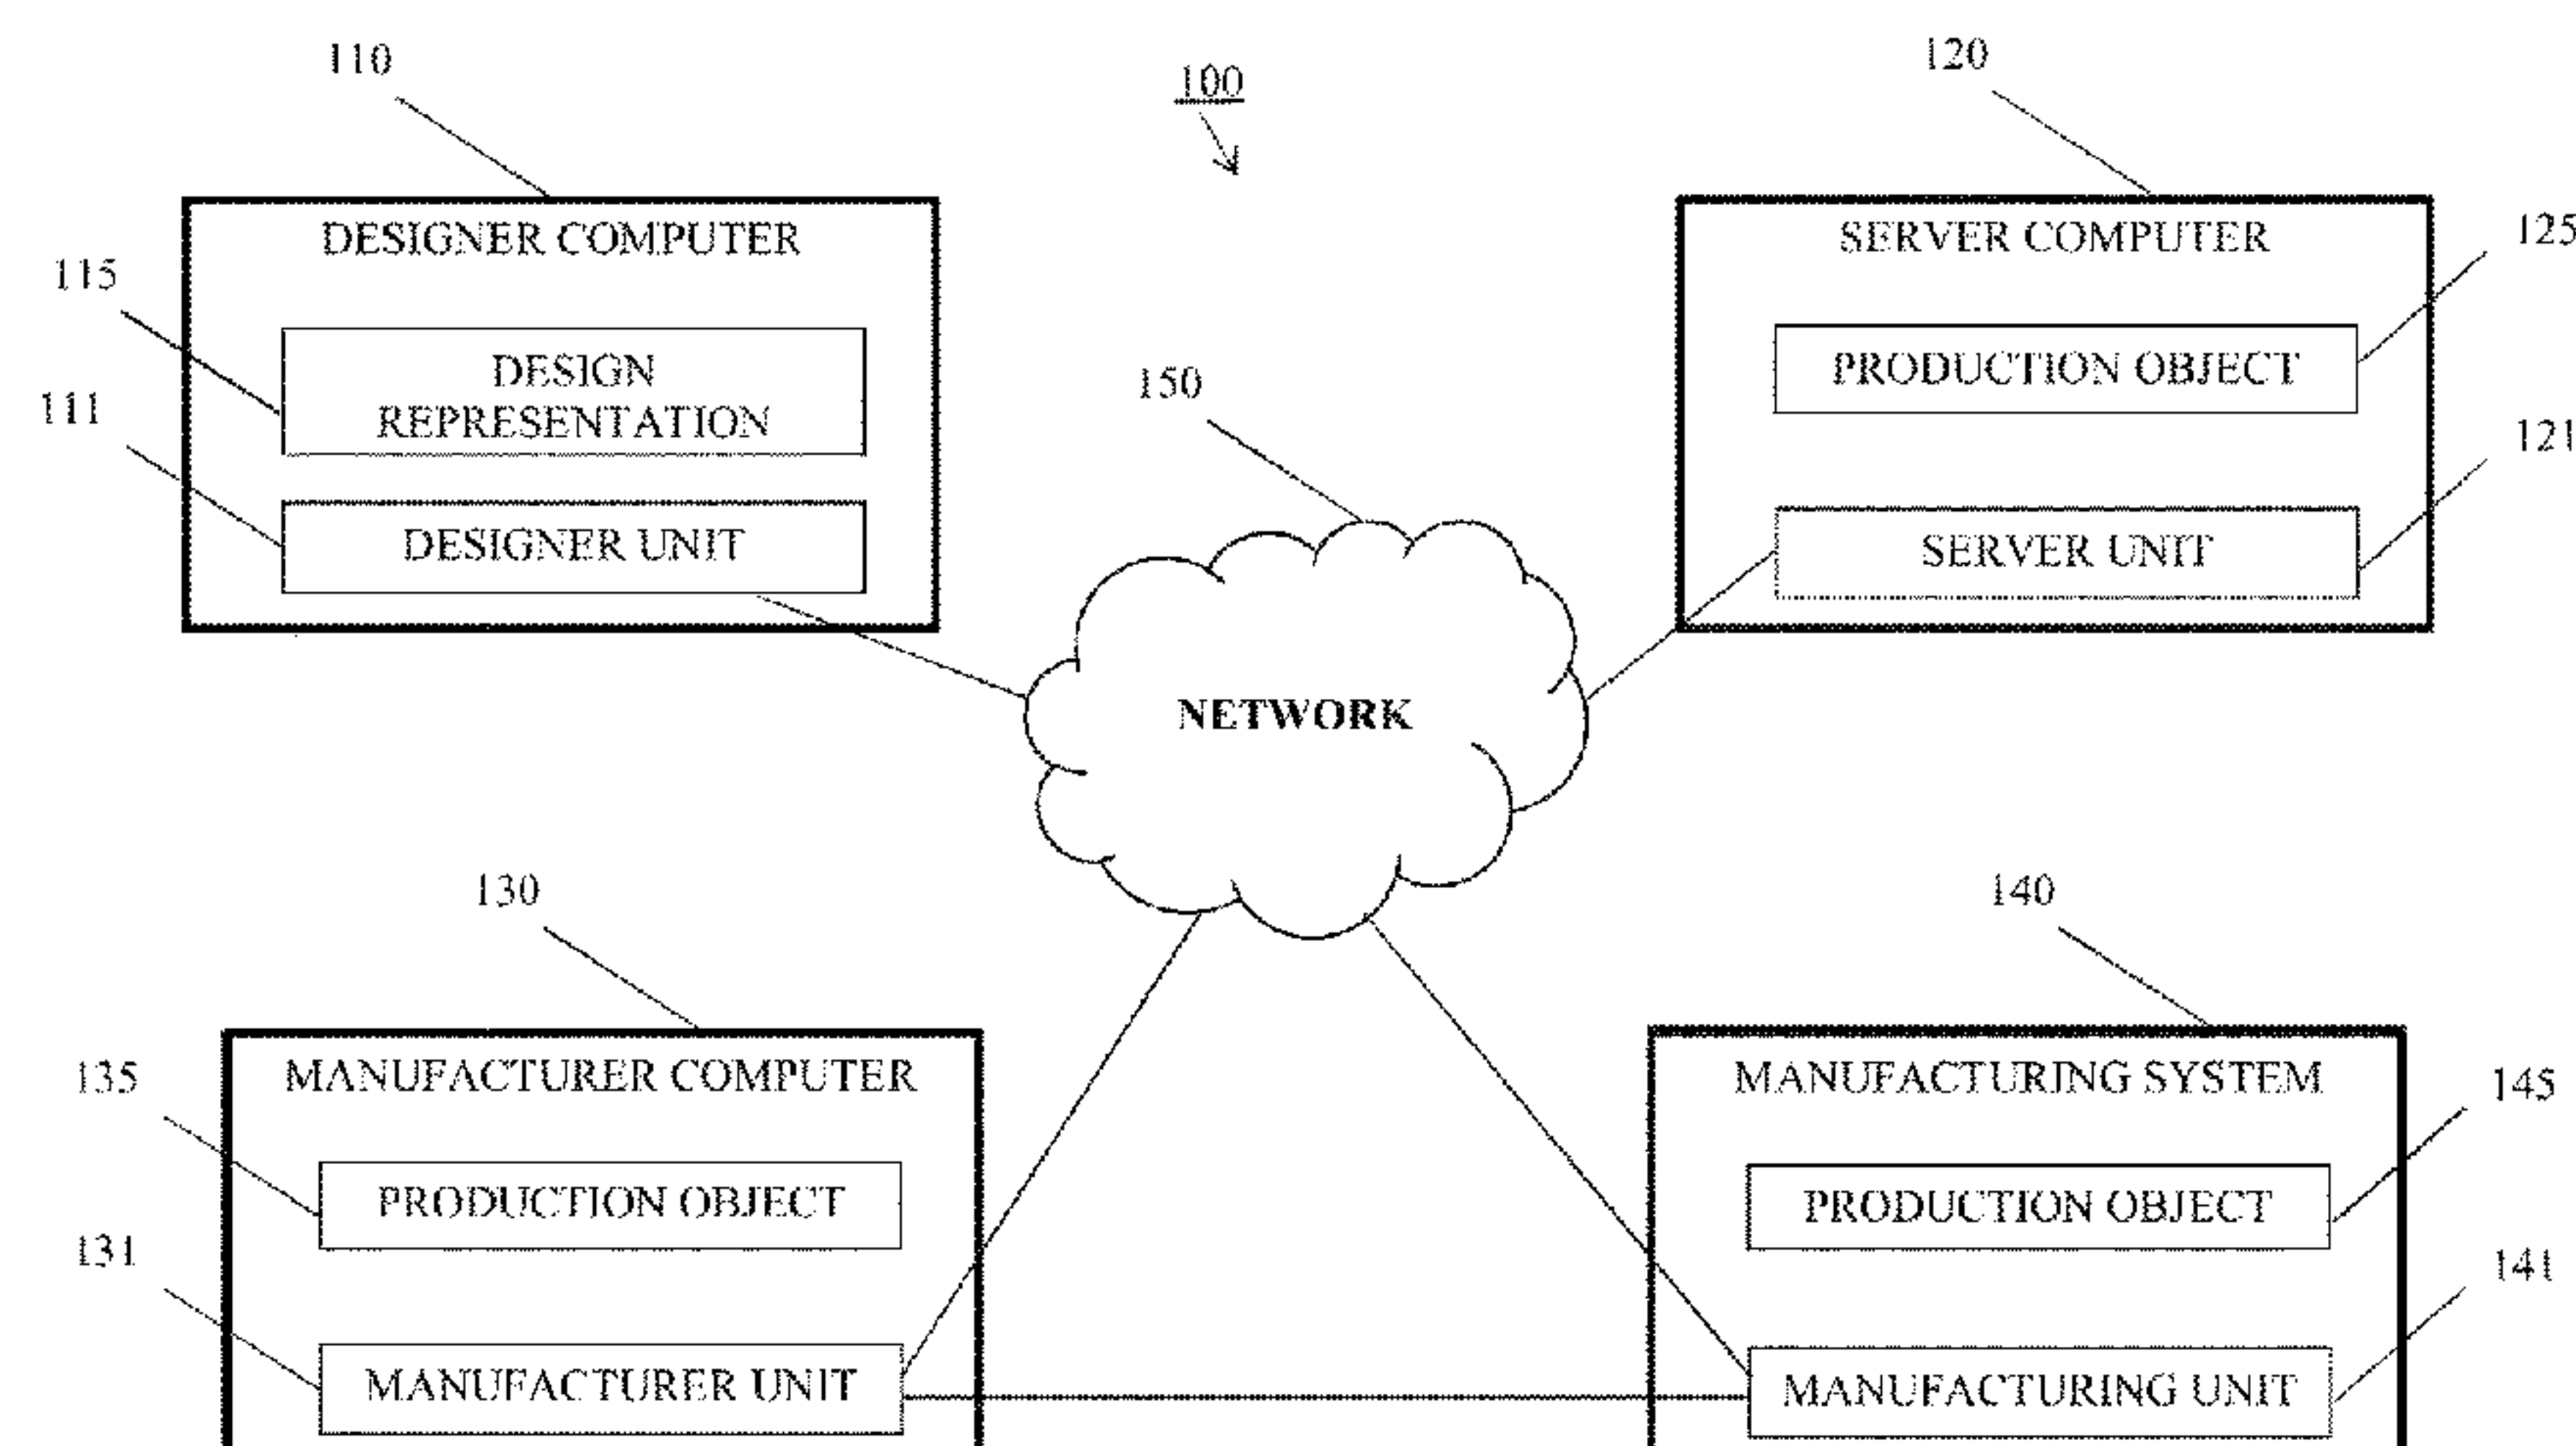 110
100
120
DESIGNER COMPUTER
115
DESIGN
REPRESENTATION
111
DESIGNER UNIT
SERVER COMPUTER
125
PRODUCTION OBJECT
121
SERVER UNIT
150
NETWORK
130
140
MANUFACTURER COMPUTER
135
PRODUCTION OBJECT
131
MANUFACTURER UNIT
MANUFACTURING SYSTEM
145
PRODUCTION OBJECT
141
MANUFACTURING UNIT